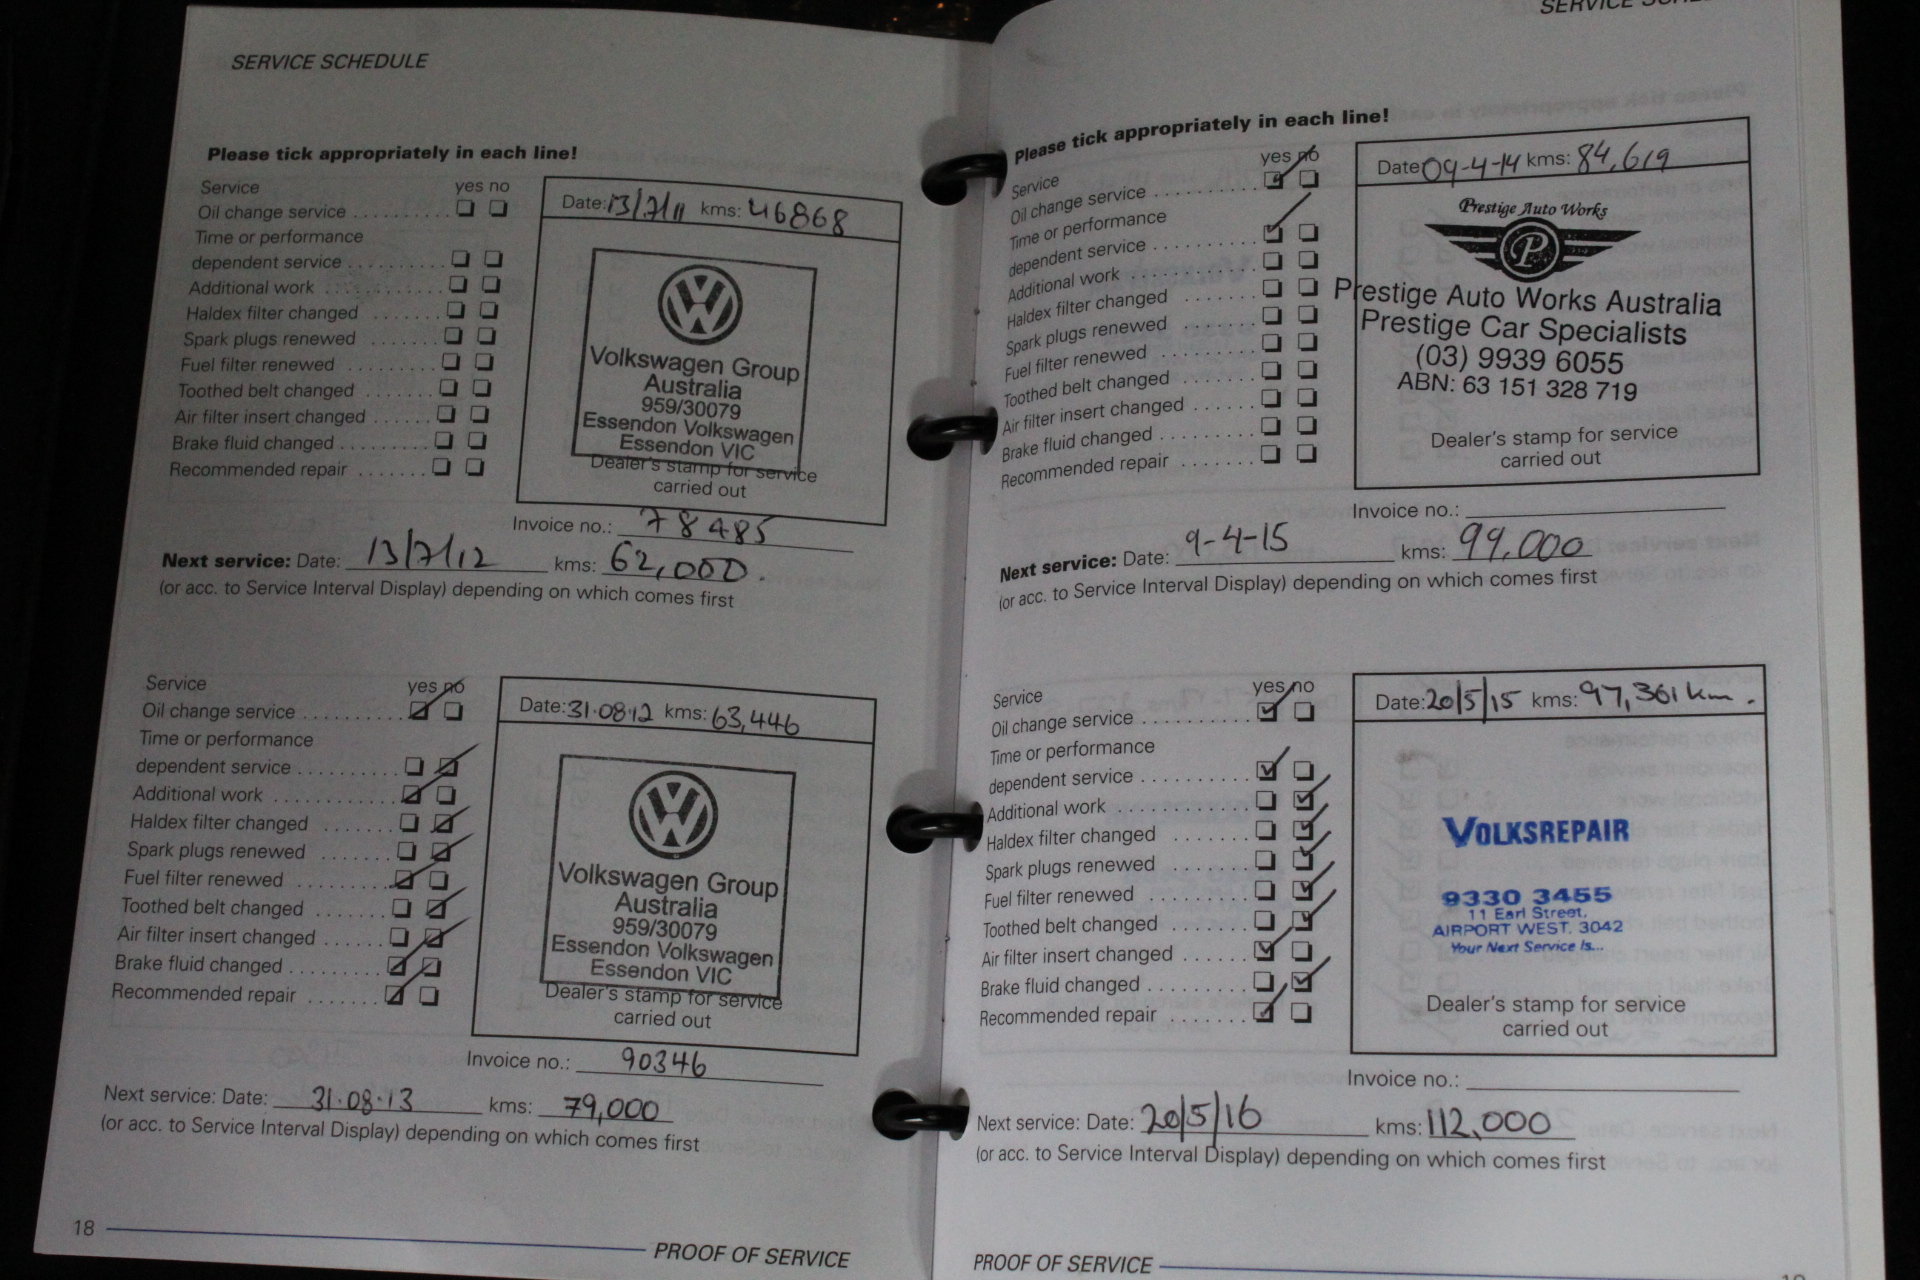 SERVICE SCHEDULE
Please tick appropriately in each line!
Service yes no
Oil change service
Time or performance
dependent service
Additional work
Haldex filter changed
Spark plugs renewed
Fuel filter renewed
Toothed belt changed
Air filter insert changed
Brake fluid changed
Recommended repair
Date: 13/7/11 kms: 46868
Volkswagen Group
Australia
959/30079
Essendon Volkswagen
Essendon VIC
Dealer's stamp for service
carried out
Invoice no.: 78485
Next service: Date: 13/7/12 kms: 62,000.
(or acc. to Service Interval Display) depending on which comes first
Service yes no
Oil change service
Time or performance
dependent service
Additional work
Haldex filter changed
Spark plugs renewed
Fuel filter renewed
Toothed belt changed
Air filter insert changed
Brake fluid changed
Recommended repair
Date: 31.08.12 kms: 63,446
Volkswagen Group
Australia
959/30079
Essendon Volkswagen
Essendon VIC
Dealer's stamp for service
carried out
Invoice no.: 90346
Next service: Date: 31.08.13 kms: 79,000
(or acc. to Service Interval Display) depending on which comes first
18
PROOF OF SERVICE
SERVICE
Please tick appropriately in each line!
Service yes no
Oil change service
Time or performance
dependent service
Additional work
Haldex filter changed
Spark plugs renewed
Fuel filter renewed
Toothed belt changed
Air filter insert changed
Brake fluid changed
Recommended repair
Date: 09-4-14 kms: 84,619
Prestige Auto Works
P
Prestige Auto Works Australia
Prestige Car Specialists
(03) 9939 6055
ABN: 63 151 328 719
Dealer's stamp for service
carried out
Invoice no.:
Next service: Date: 9-4-15 kms: 99,000
(or acc. to Service Interval Display) depending on which comes first
Service yes no
Oil change service
Time or performance
dependent service
Additional work
Haldex filter changed
Spark plugs renewed
Fuel filter renewed
Toothed belt changed
Air filter insert changed
Brake fluid changed
Recommended repair
Date: 20/5/15 kms: 97,361 km.
VOLKSREPAIR
9330 3455
11 Earl Street,
AIRPORT WEST. 3042
Your Next Service Is...
Dealer's stamp for service
carried out
Invoice no.:
Next service: Date: 20/5/16 kms: 112,000
(or acc. to Service Interval Display) depending on which comes first
PROOF OF SERVICE